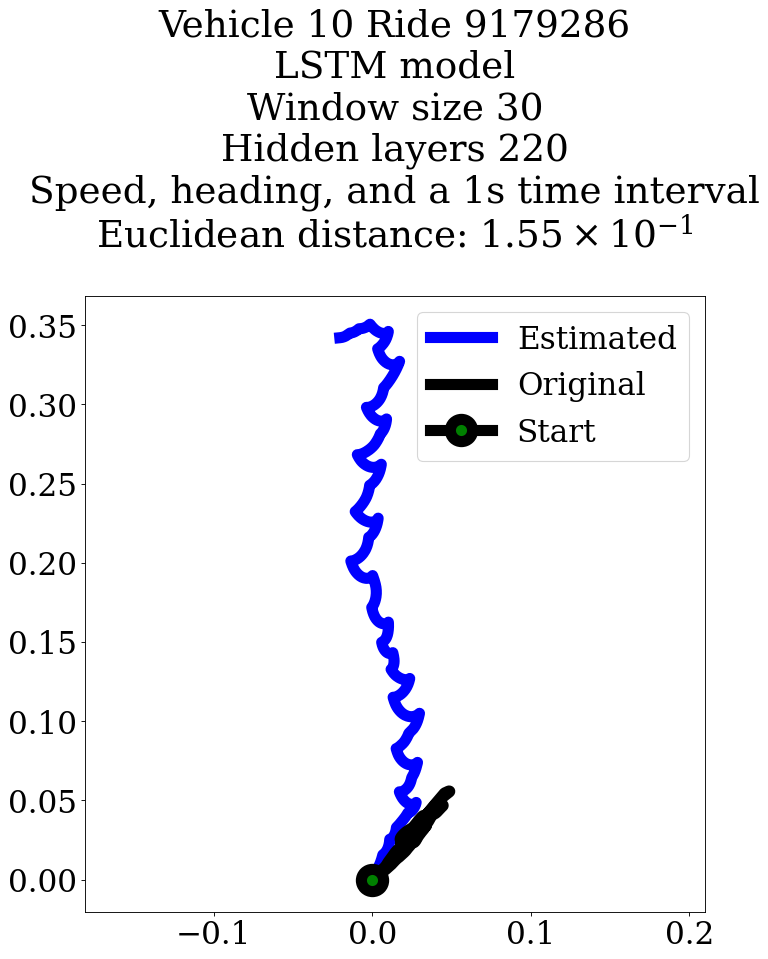 Vehicle 10 Ride 9179286
LSTM model
Window size 30
Hidden layers 220
Speed, heading, and a 1s time interval
Euclidean distance: 1.55 × 10⁻¹
Estimated
Original
Start
0.35
0.30
0.25
0.20
0.15
0.10
0.05
0.00
−0.1 0.0 0.1 0.2